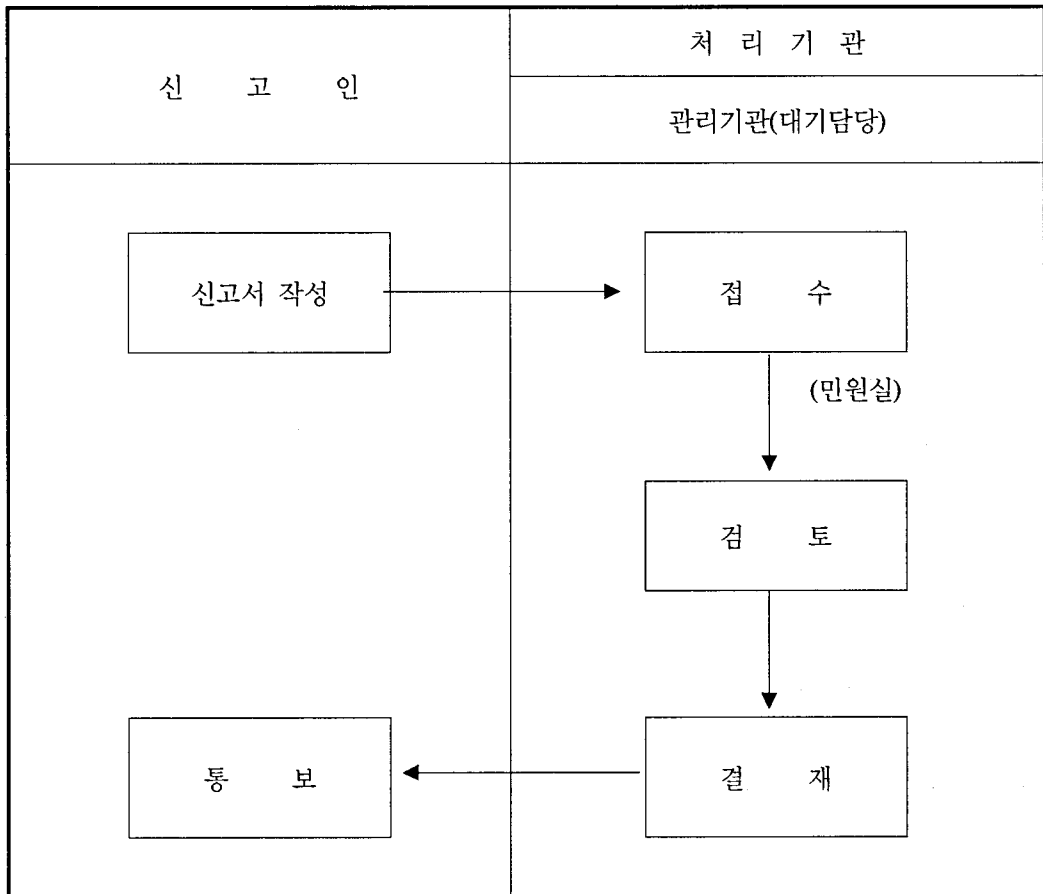 신 고 인
처 리 기 관
관리기관(대기담당)
신고서 작성
접 수
(민원실)
검 토
통 보
결 재